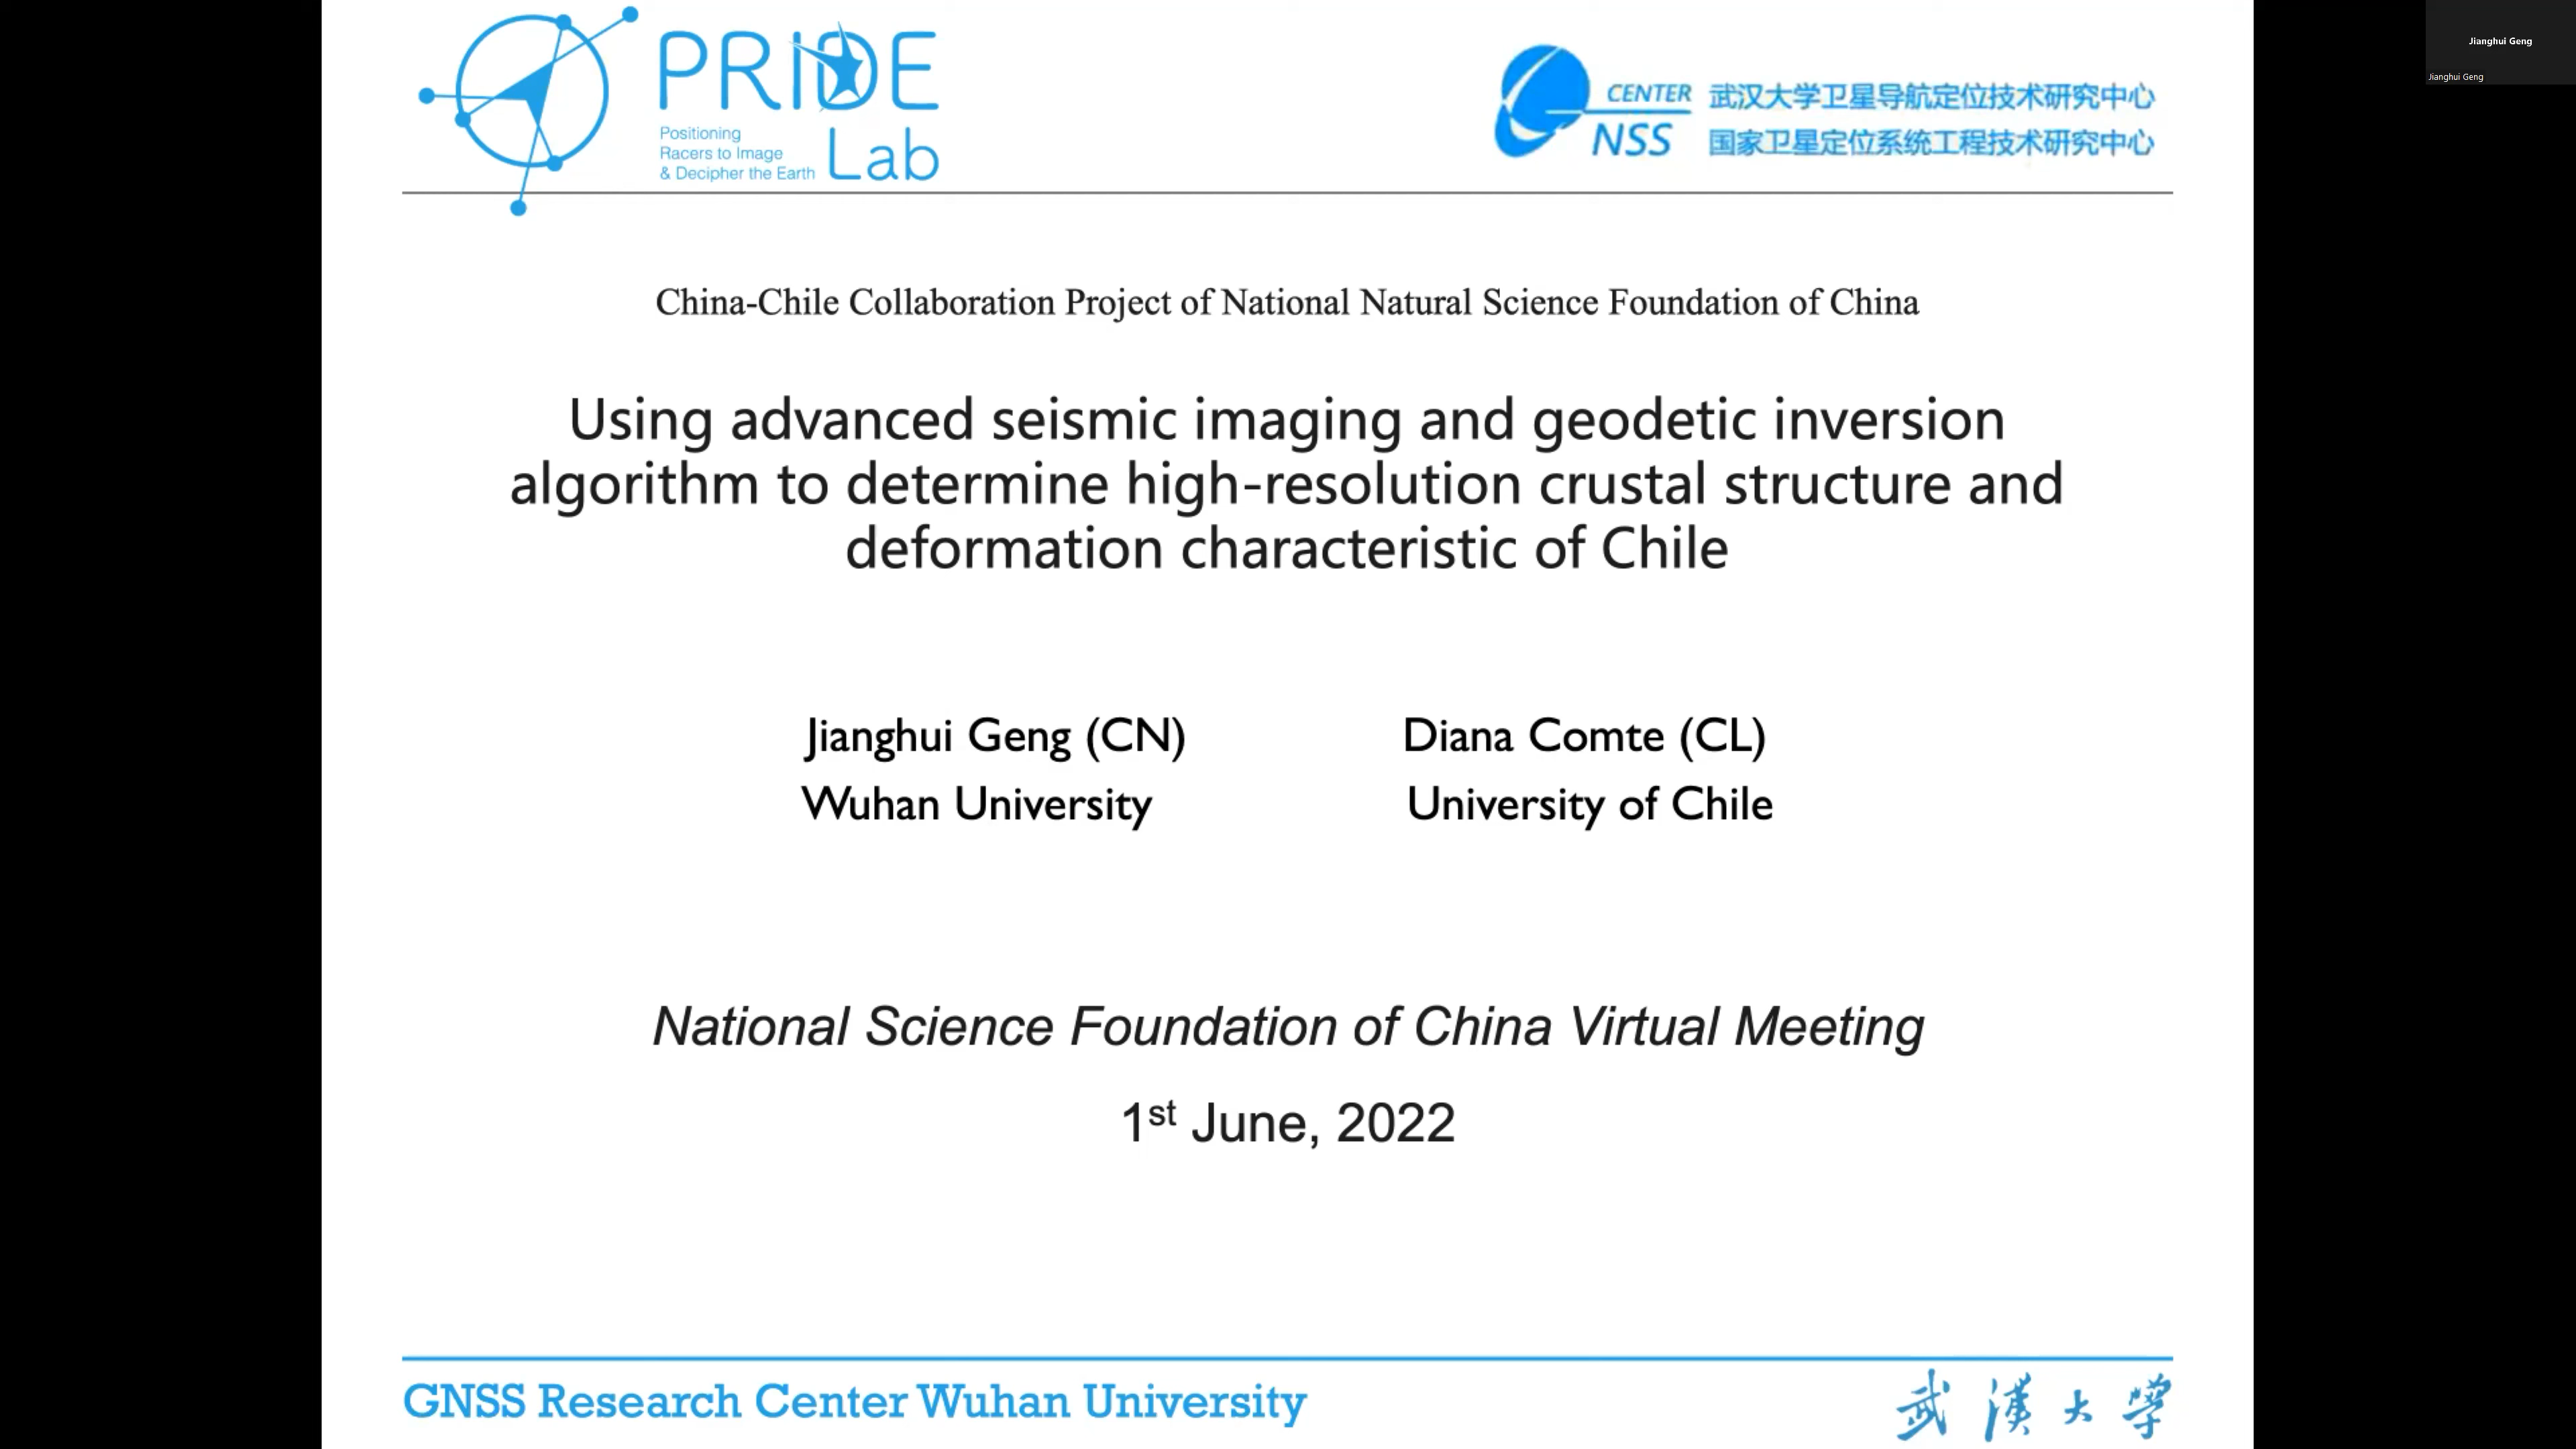 PRIDE
Lab
Positioning
Racers to Image
& Decipher the Earth
CENTER
NSS
武汉大学卫星导航定位技术研究中心
国家卫星定位系统工程技术研究中心
Jianghui Geng
Jianghui Geng
China-Chile Collaboration Project of National Natural Science Foundation of China
Using advanced seismic imaging and geodetic inversion
algorithm to determine high-resolution crustal structure and
deformation characteristic of Chile
Jianghui Geng (CN)
Wuhan University
Diana Comte (CL)
University of Chile
National Science Foundation of China Virtual Meeting
1st June, 2022
GNSS Research Center Wuhan University
武漢大學